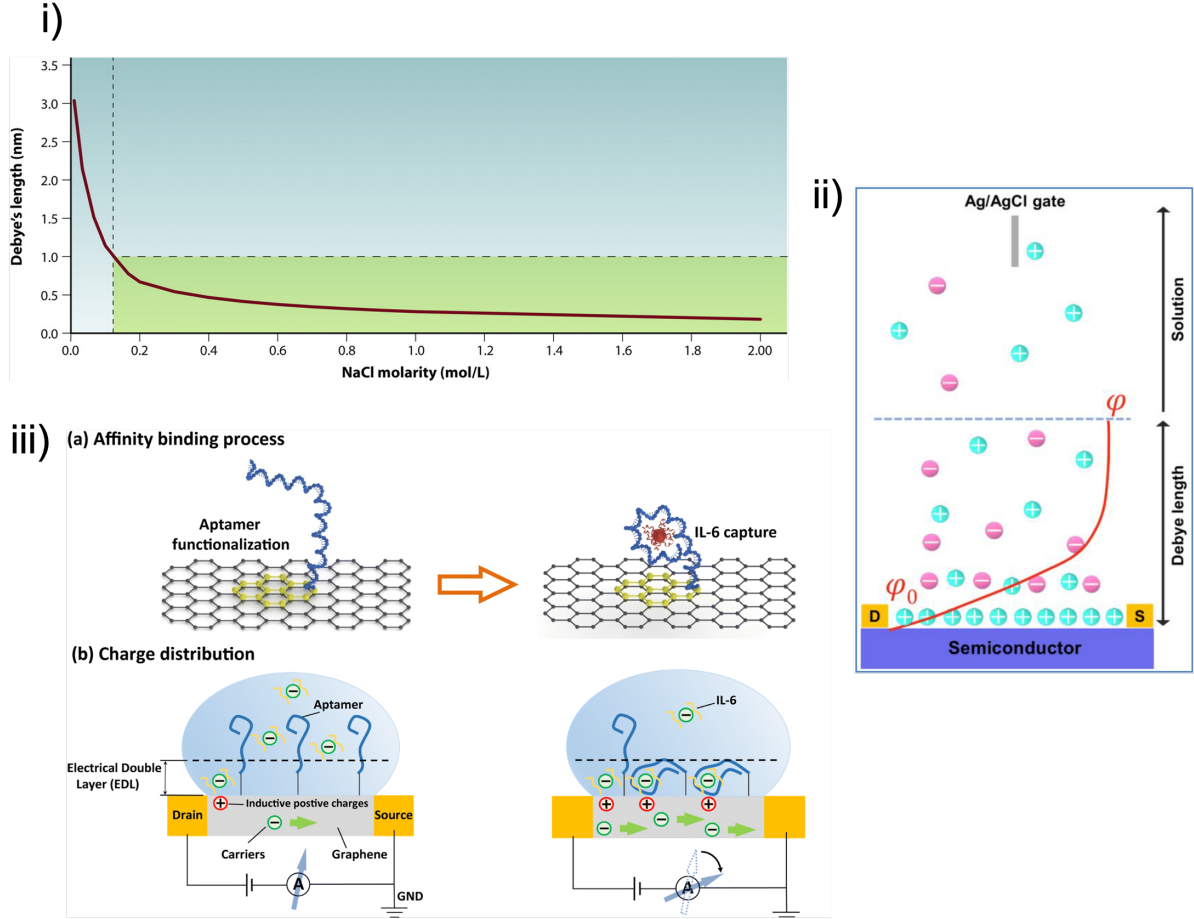 i)
3.5
3.0
2.5
2.0
1.5
1.0
0.5
0.0
Debye's length (nm)
0.0
0.2
0.4
0.6
0.8
1.0
1.2
1.4
1.6
1.8
2.00
NaCl molarity (mol/L)
ii)
Ag/AgCl gate
Solution
φ
Debye length
φ0
D
S
Semiconductor
iii)
(a) Affinity binding process
Aptamer
functionalization
IL-6 capture
(b) Charge distribution
Aptamer
IL-6
Electrical Double
Layer (EDL)
Inductive postive charges
Drain
Source
Carriers
Graphene
A
GND
A